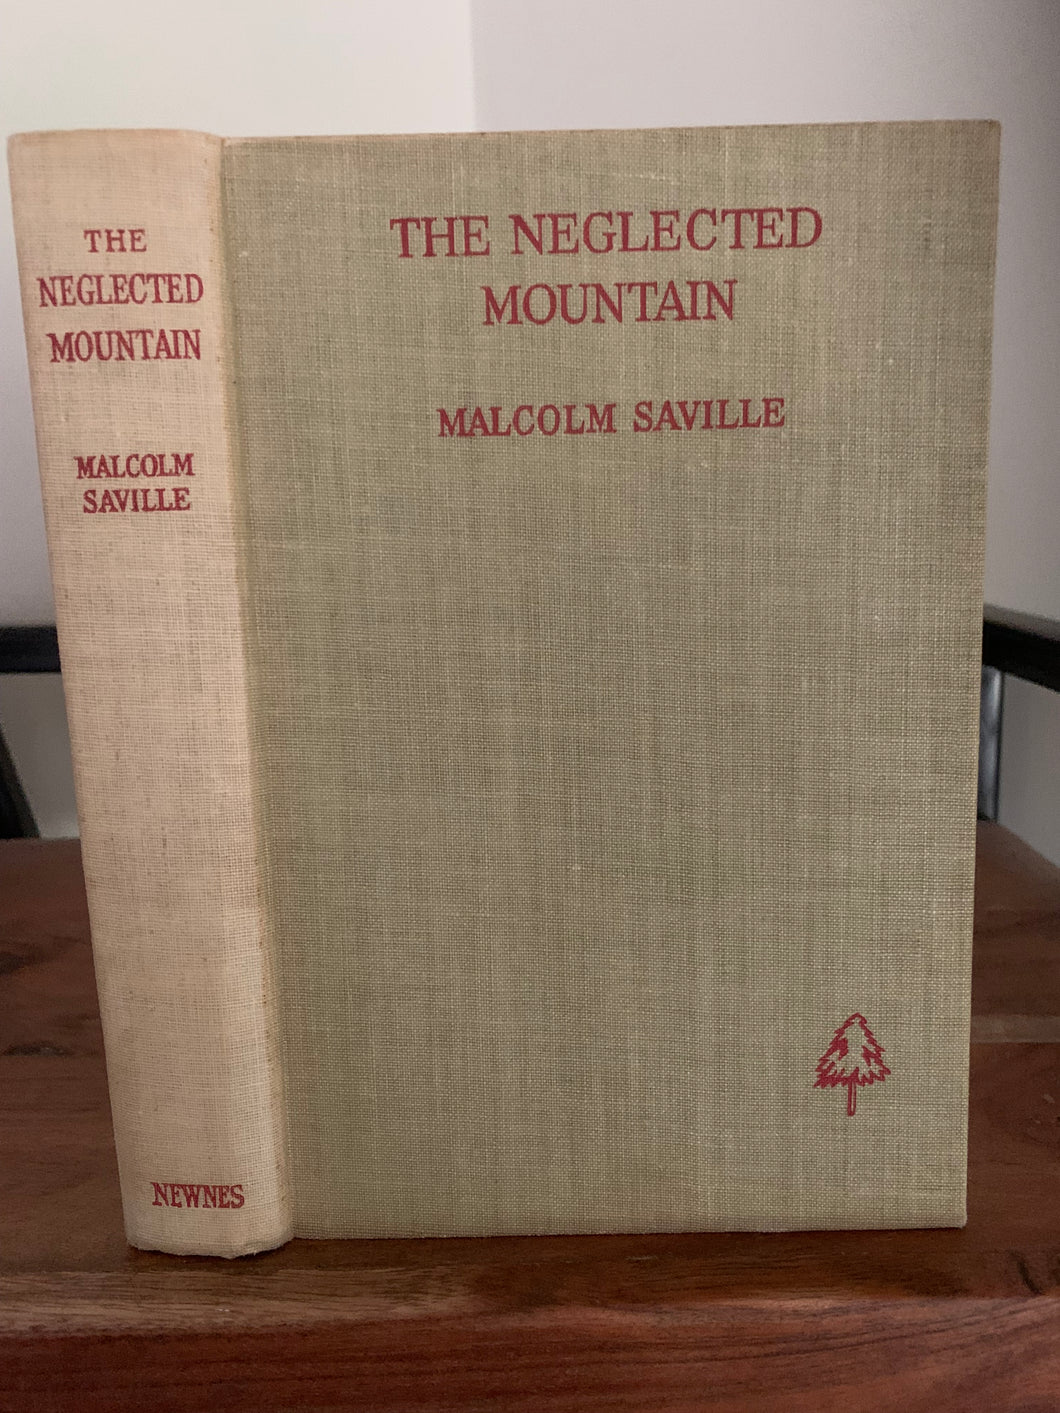 THE
NEGLECTED
MOUNTAIN
MALCOLM
SAVILLE
NEWNES
THE NEGLECTED
MOUNTAIN
MALCOLM SAVILLE